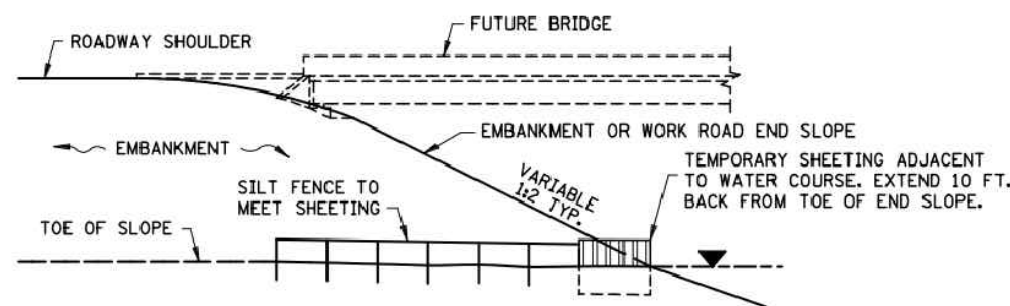 FUTURE BRIDGE
ROADWAY SHOULDER
EMBANKMENT OR WORK ROAD END SLOPE
EMBANKMENT
TEMPORARY SHEETING ADJACENT
TO WATER COURSE. EXTEND 10 FT.
BACK FROM TOE OF END SLOPE.
VARIABLE
1:2 TYP.
SILT FENCE TO
MEET SHEETING
TOE OF SLOPE